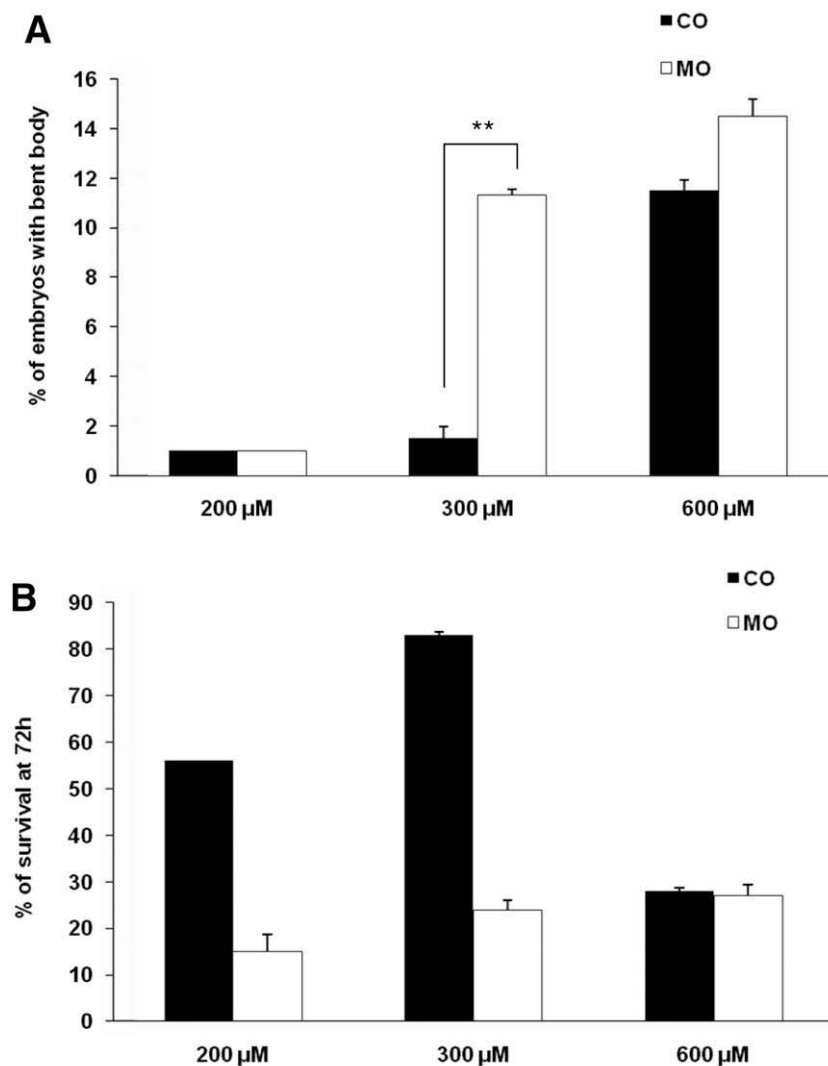 A
CO
MO
% of embryos with bent body
16
14
12
10
8
6
4
2
0
**
200 µM
300 µM
600 µM
B
CO
MO
% of survival at 72h
90
80
70
60
50
40
30
20
10
0
200 µM
300 µM
600 µM